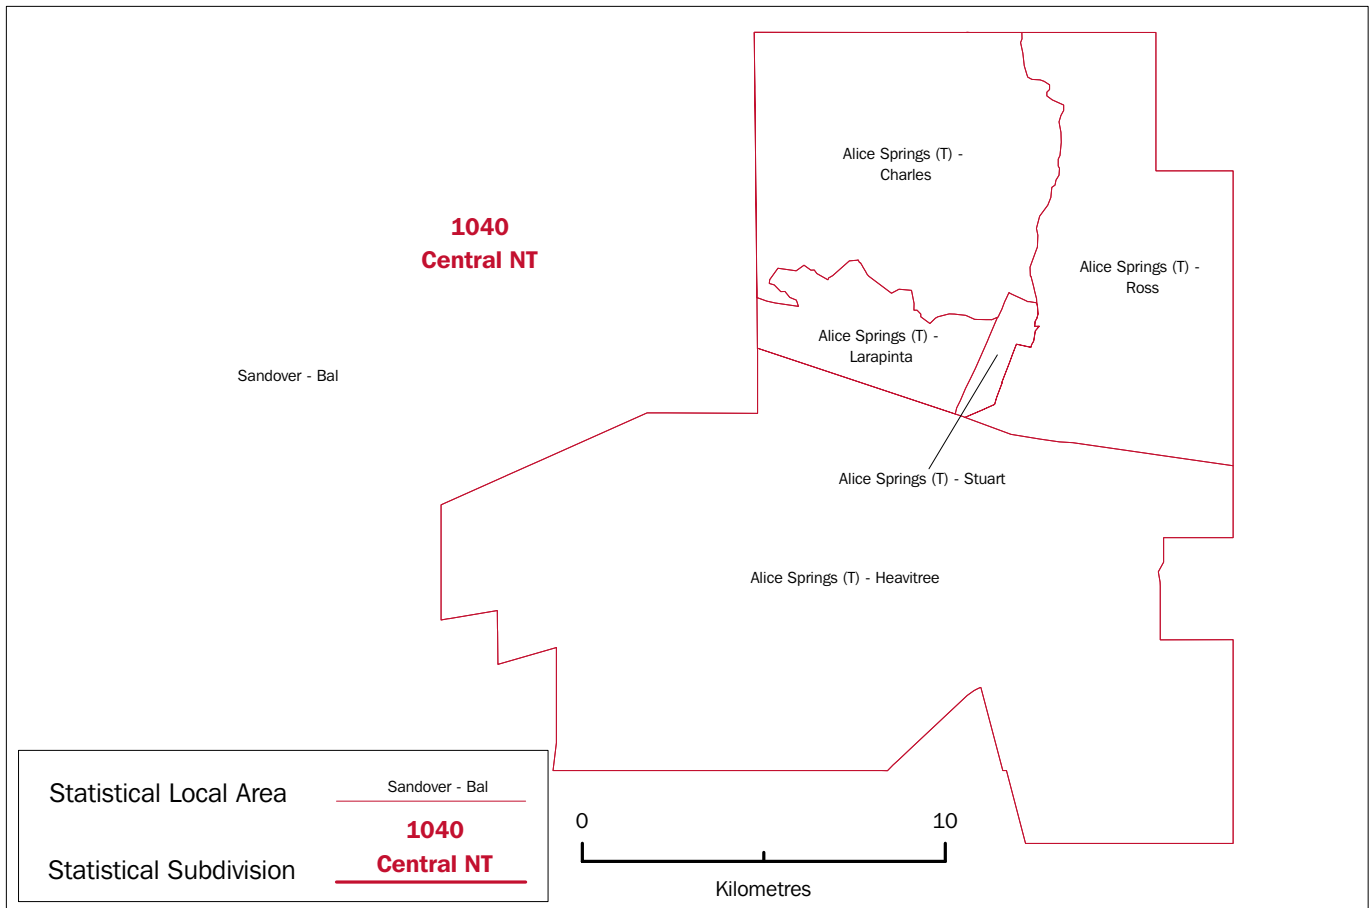 Alice Springs (T) -
Charles
1040
Central NT
Alice Springs (T) -
Ross
Alice Springs (T) -
Larapinta
Sandover - Bal
Alice Springs (T) - Stuart
Alice Springs (T) - Heavitree
Statistical Local Area
Sandover - Bal
1040
Central NT
Statistical Subdivision
0
10
Kilometres